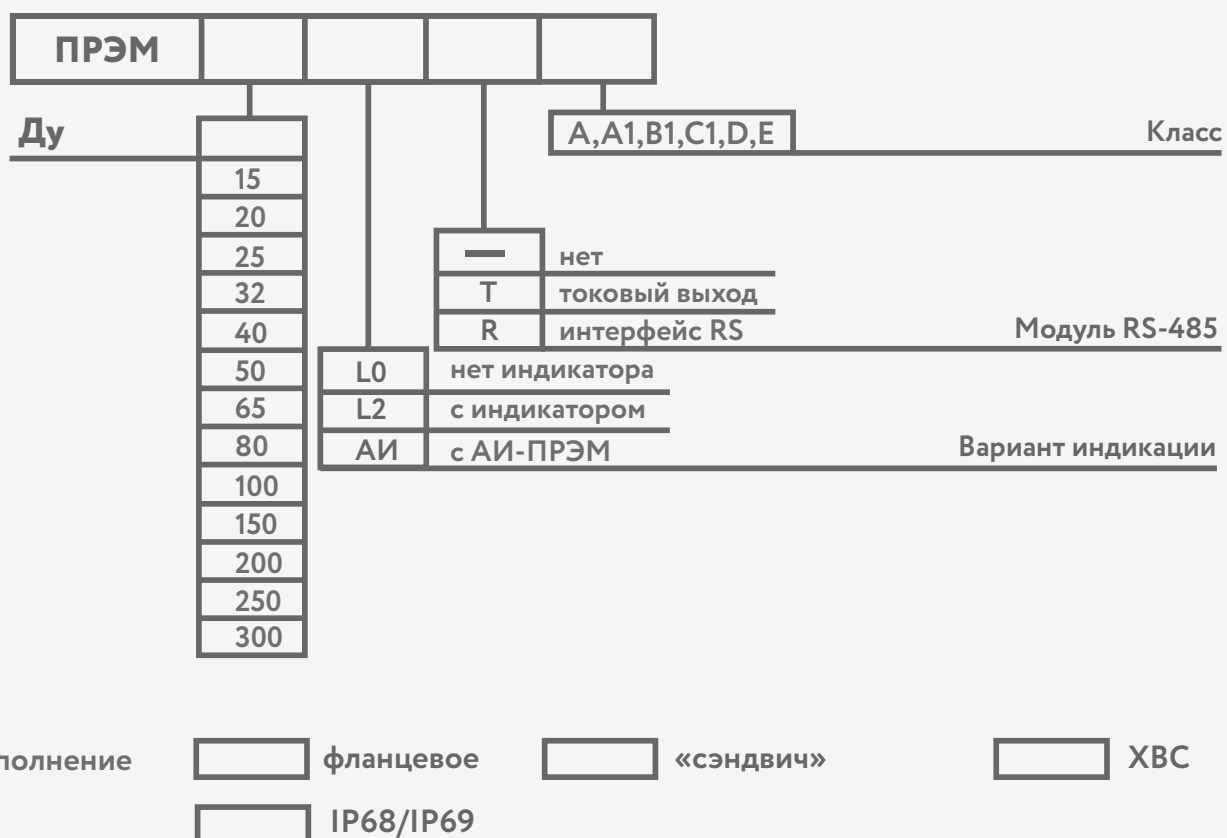 ПРЭМ
Ду
A,A1,B1,C1,D,E Класс
15
20
25
32
40
50
65
80
100
150
200
250
300
— нет
T токовый выход
R интерфейс RS Модуль RS-485
L0 нет индикатора
L2 с индикатором
АИ с АИ-ПРЭМ Вариант индикации
полнение фланцевое «сэндвич» ХВС
IP68/IP69